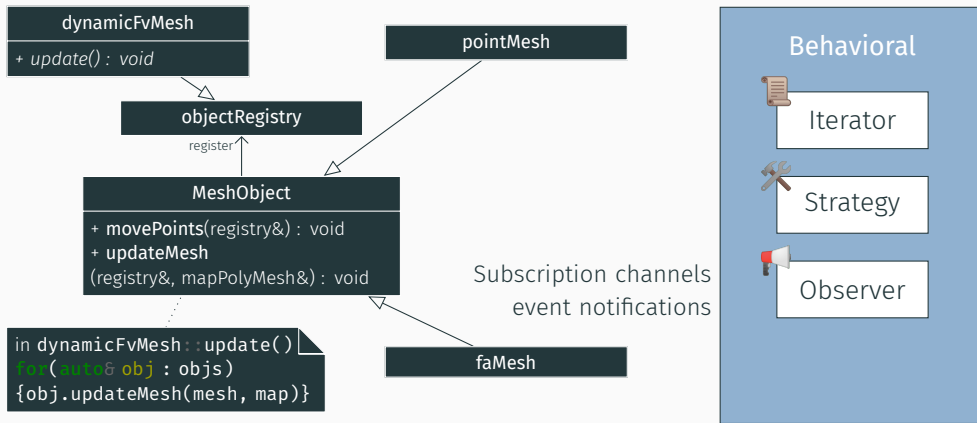 dynamicFvMesh
+ update() : void
pointMesh
objectRegistry
register
MeshObject
+ movePoints(registry&) : void
+ updateMesh
(registry&, mapPolyMesh&) : void
Subscription channels
event notifications
in dynamicFvMesh::update()
for(auto& obj : objs)
{obj.updateMesh(mesh, map)}
faMesh
Behavioral
Iterator
Strategy
Observer